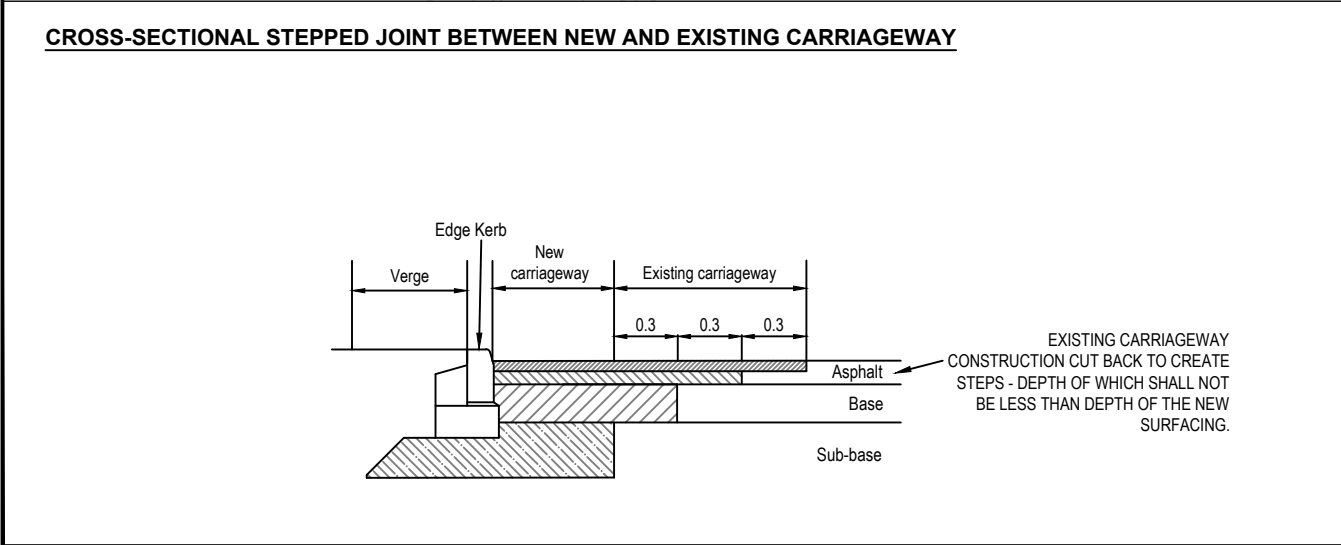 CROSS-SECTIONAL STEPPED JOINT BETWEEN NEW AND EXISTING CARRIAGEWAY
Edge Kerb
Verge
New
carriageway
Existing carriageway
0.3
0.3
0.3
Asphalt
Base
Sub-base
EXISTING CARRIAGEWAY
CONSTRUCTION CUT BACK TO CREATE
STEPS - DEPTH OF WHICH SHALL NOT
BE LESS THAN DEPTH OF THE NEW
SURFACING.